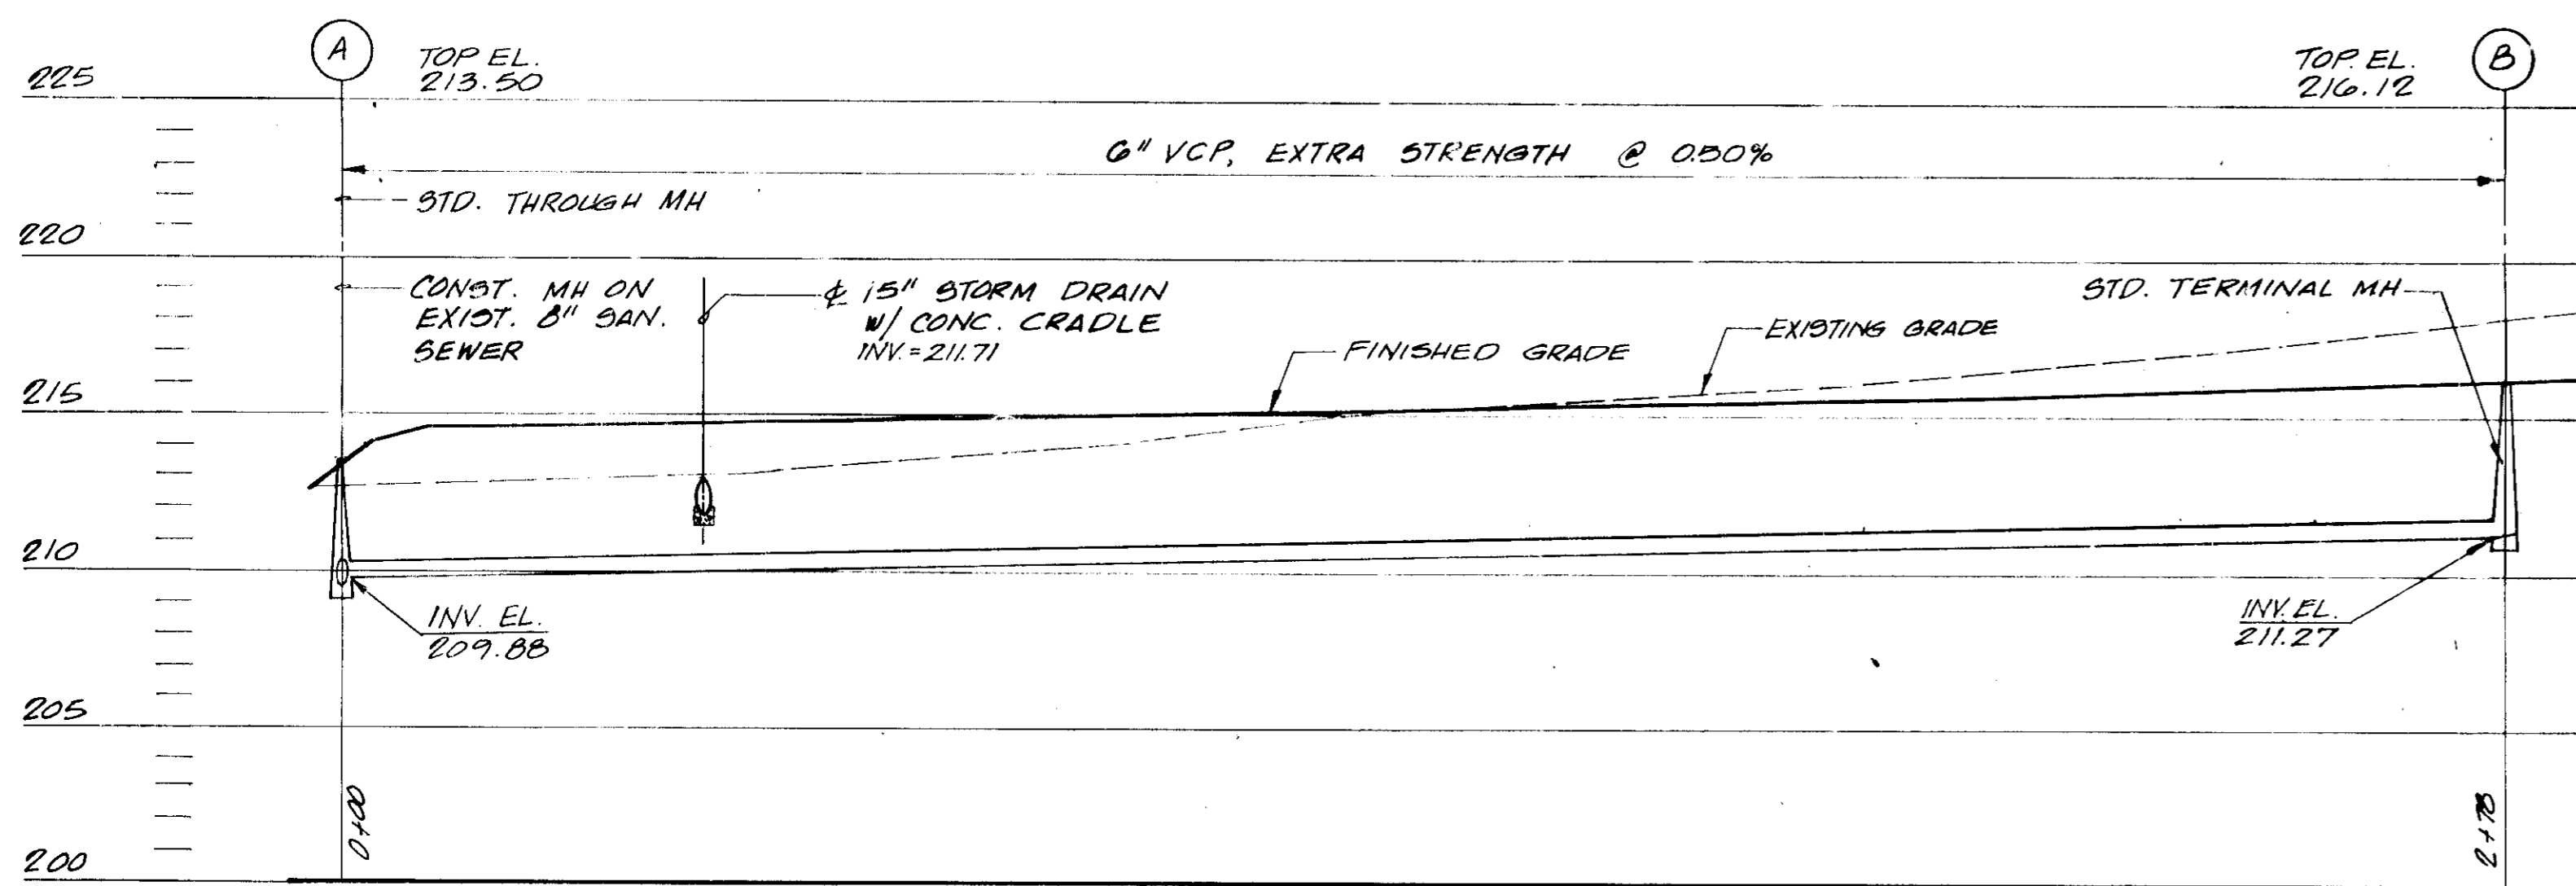 A
TOP EL.
213.50
TOP. EL.
216.12
B
225
6" VCP, EXTRA STRENGTH @ 0.50%
STD. THROUGH MH
220
CONST. MH ON
EXIST. 8" SAN.
SEWER
℄ 15" STORM DRAIN
W/ CONC. CRADLE
INV.=211.71
STD. TERMINAL MH
FINISHED GRADE
EXISTING GRADE
215
210
INV. EL.
209.88
INV. EL.
211.27
205
0+00
2+78
200